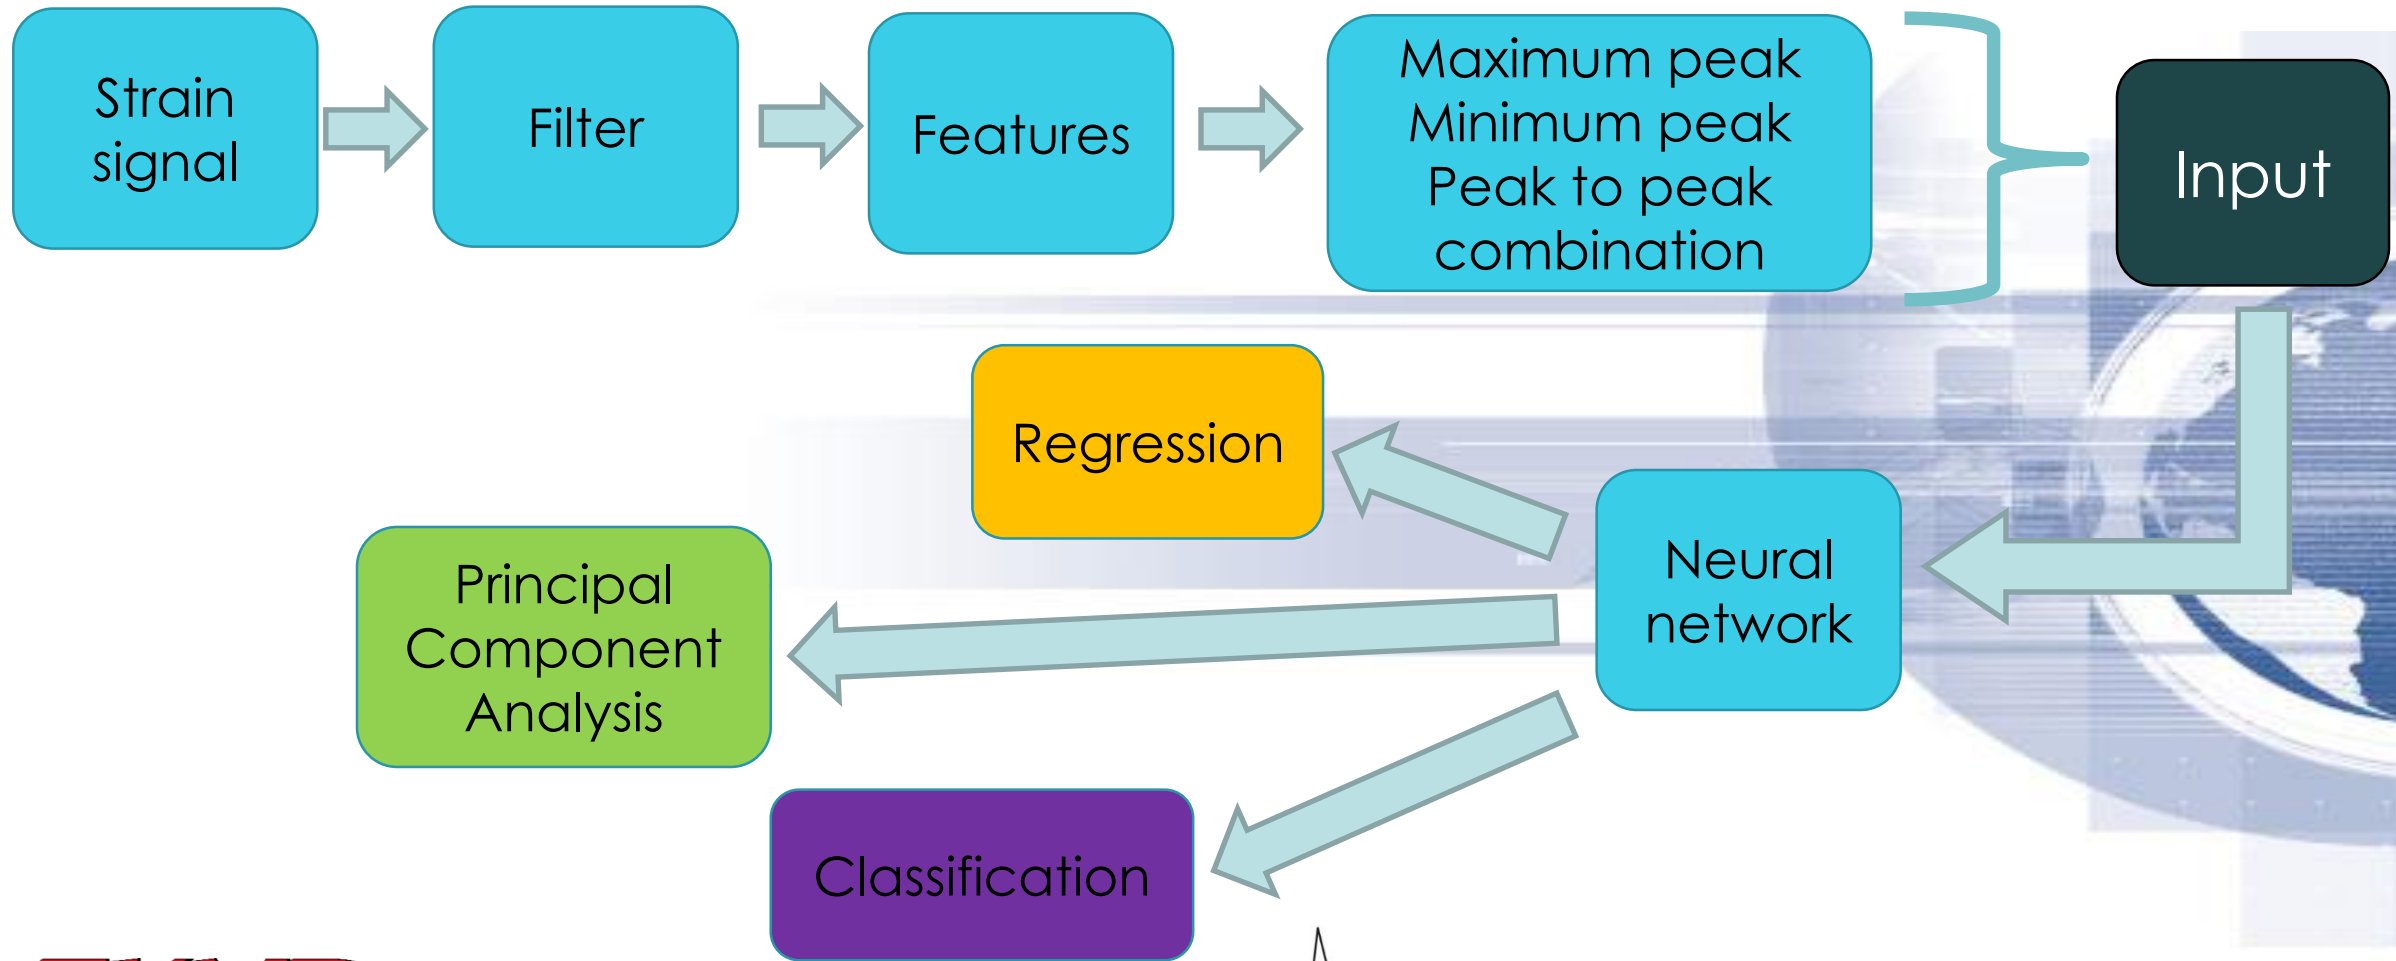 Strain
signal
Filter
Features
Maximum peak
Minimum peak
Peak to peak
combination
Input
Regression
Neural
network
Principal
Component
Analysis
Classification